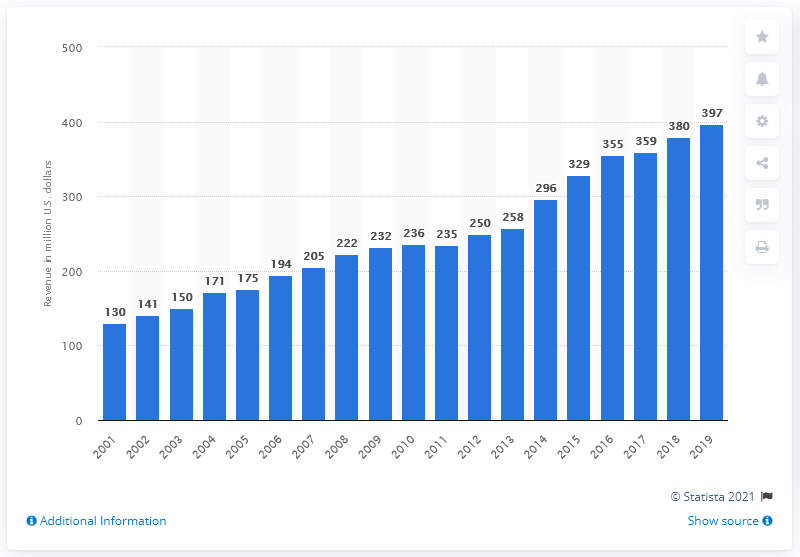 500
400
300
200
100
0
Revenue in million U.S. dollars
130 141 150 171 175 194 205 222 232 236 235 250 258 296 329 355 359 380 397
2001 2002 2003 2004 2005 2006 2007 2008 2009 2010 2011 2012 2013 2014 2015 2016 2017 2018 2019
© Statista 2021
Additional Information
Show source